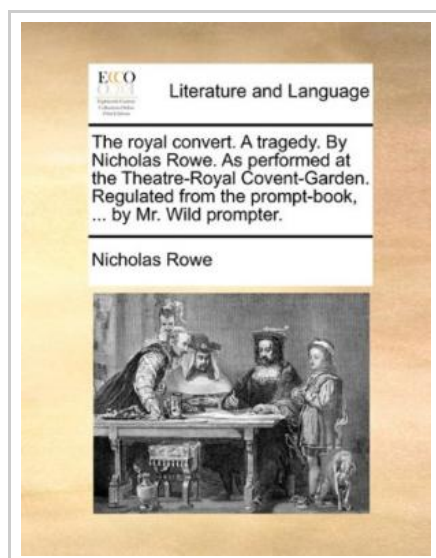 ECCO
Literature and Language
The royal convert. A tragedy. By
Nicholas Rowe. As performed at
the Theatre-Royal Covent-Garden.
Regulated from the prompt-book,
... by Mr. Wild prompter.
Nicholas Rowe